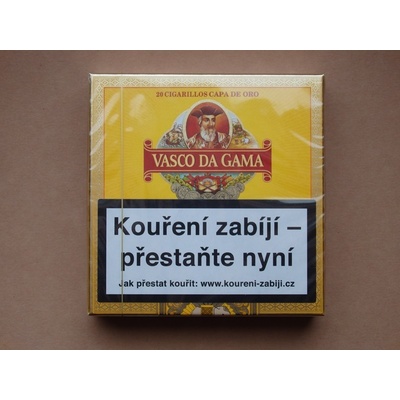 20 CIGARILLOS CAPA DE ORO
VASCO DA GAMA
Kouření zabíjí –
přestaňte nyní
Jak přestat kouřit: www.koureni-zabiji.cz